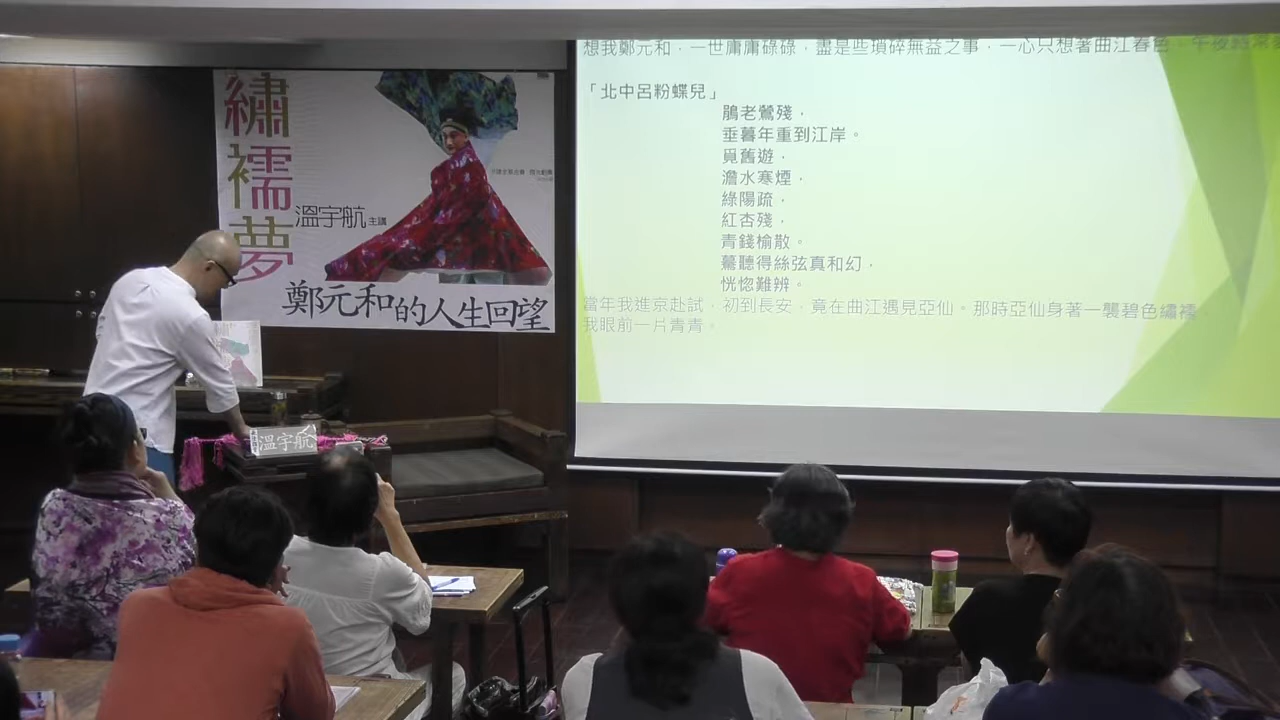 繡襦夢
溫宇航 主講
鄭元和的人生回望
溫宇航
想我鄭元和，一世庸庸碌碌，盡是些瑣碎無益之事，一心只想著曲江春色、午夜
「北中呂粉蝶兒」
鵑老鶯殘，
垂暮年重到江岸。
覓舊遊，
澹水寒煙，
綠陽疏，
紅杏殘，
青錢榆散。
驀聽得絲弦真和幻，
恍惚難辨。
當年我進京赴試，初到長安，竟在曲江遇見亞仙。那時亞仙身著一襲碧色繡襦，
我眼前一片青青。